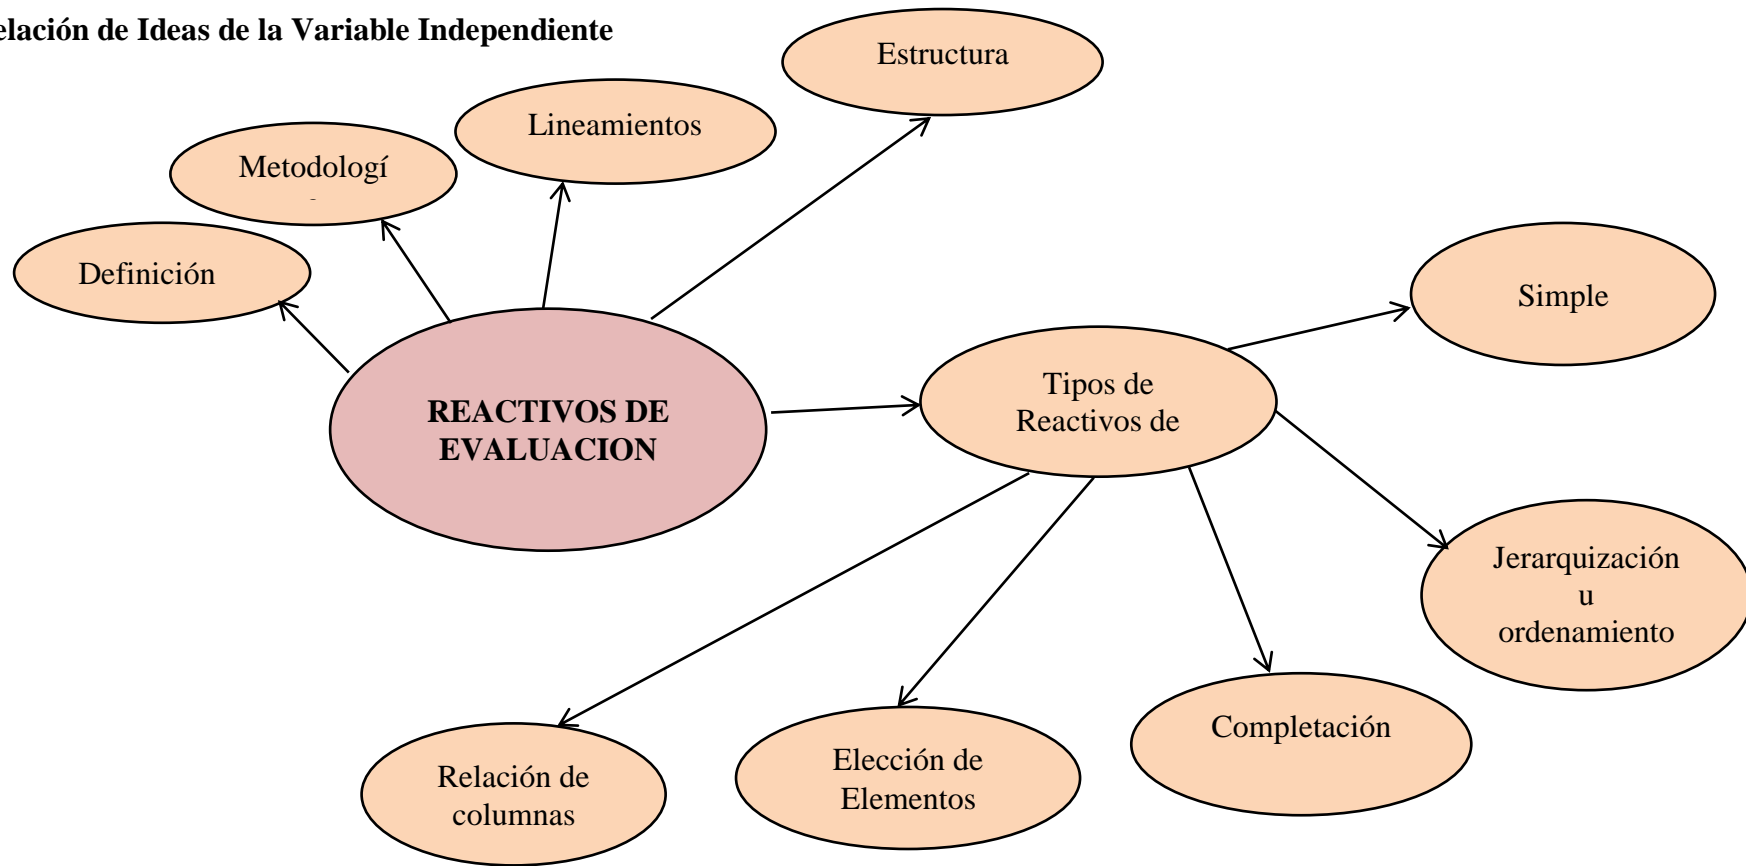 elación de Ideas de la Variable Independiente
Estructura
Lineamientos
Metodologí
Definición
Simple
Tipos de
Reactivos de
REACTIVOS DE
EVALUACION
Jerarquización
u
ordenamiento
Completación
Elección de
Elementos
Relación de
columnas